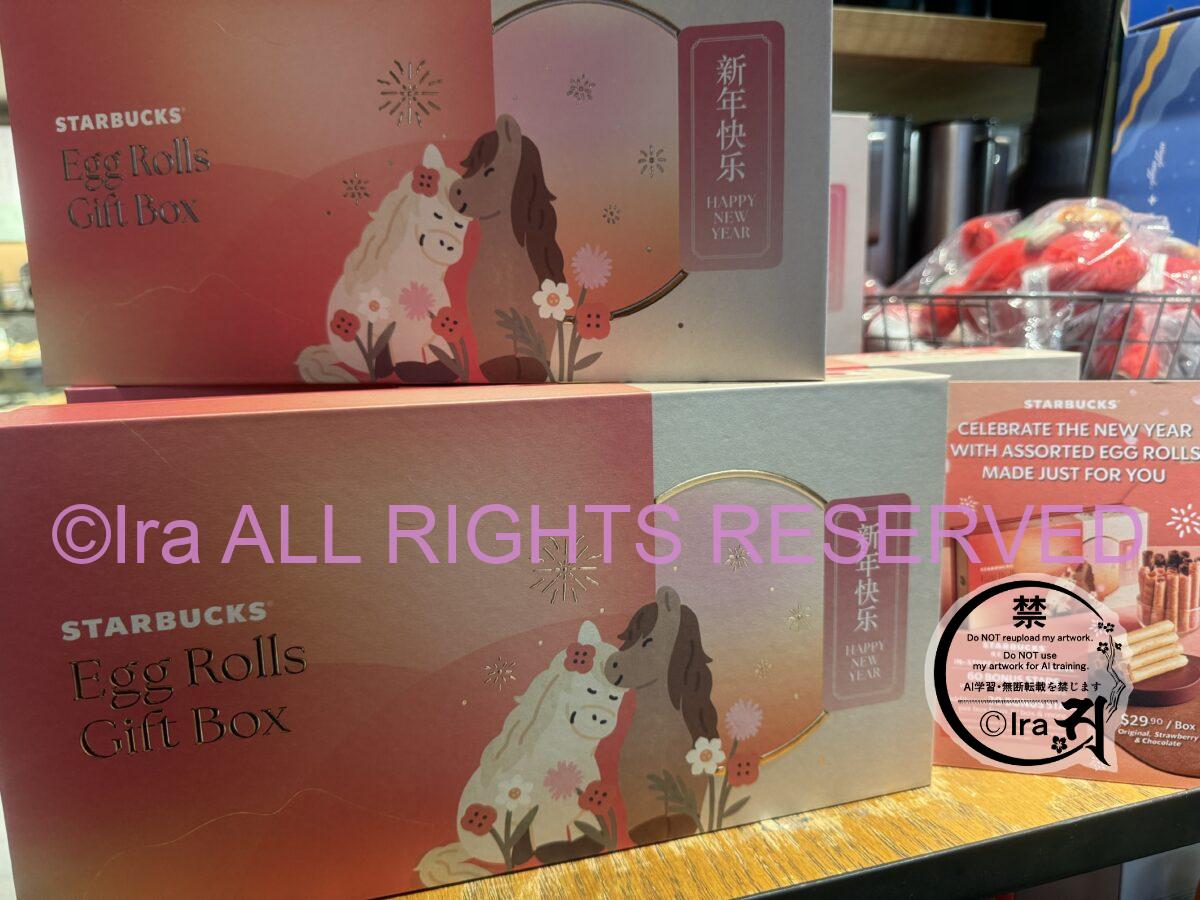 STARBUCKS
Egg Rolls
Gift Box
新年快乐
HAPPY
NEW
YEAR
STARBUCKS
CELEBRATE THE NEW YEAR
WITH ASSORTED EGG ROLLS
MADE JUST FOR YOU
©Ira ALL RIGHTS RESERVED
STARBUCKS
Egg Rolls
Gift Box
新年快乐
HAPPY
NEW
YEAR
禁
Do NOT reupload my artwork.
Do NOT use
my artwork for AI training.
AI学習・無断転載を禁じます
©Ira
60 BONUS STARS
$29.90 / Box
Original, Strawberry
& Chocolate